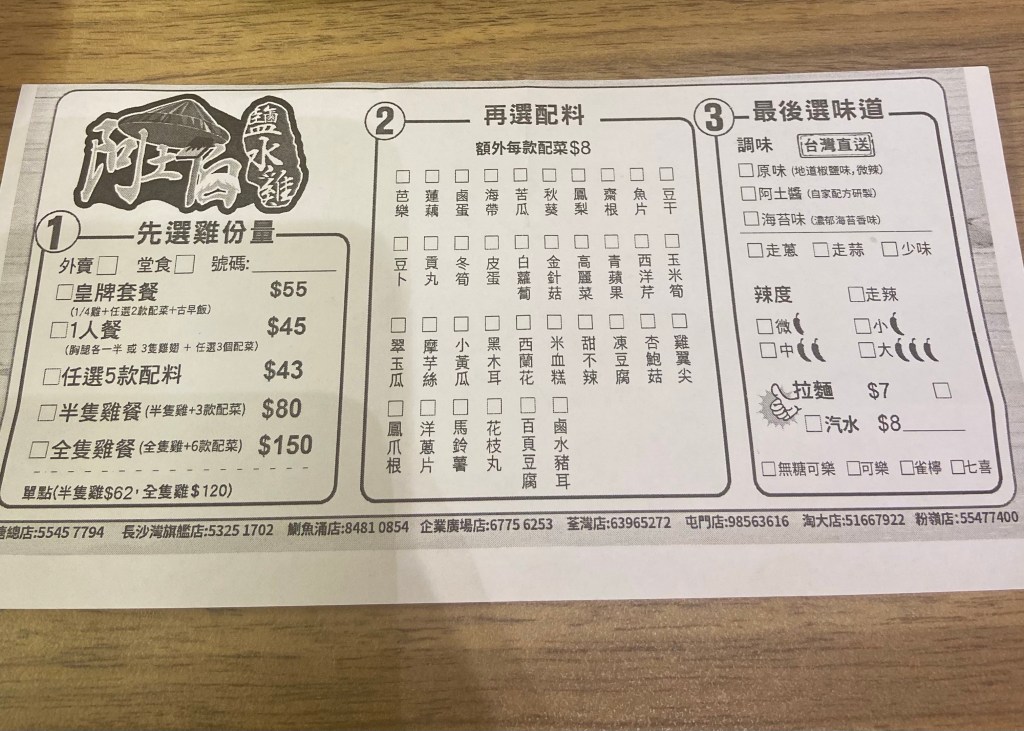 阿土伯
鹽水雞
1 先選雞份量
外賣□ 堂食□ 號碼:________
□皇牌套餐 $55
(1/4雞+任選2款配菜+古早飯)
□1人餐 $45
(胸腿各一半 或 3隻雞翅 + 任選3個配菜)
□任選5款配料 $43
□半隻雞餐 (半隻雞+3款配菜) $80
□全隻雞餐 (全隻雞+6款配菜) $150
單點(半隻雞$62,全隻雞$120)
2 再選配料
額外每款配菜$8
□芭樂 □蓮藕 □鹵蛋 □海帶 □苦瓜 □秋葵 □鳳梨 □齋根 □魚片 □豆干
□豆卜 □貢丸 □冬筍 □皮蛋 □白蘿蔔 □金針菇 □高麗菜 □青蘋果 □西洋芹 □玉米筍
□翠玉瓜 □摩芋絲 □小黃瓜 □黑木耳 □西蘭花 □米血糕 □甜不辣 □凍豆腐 □杏鮑菇 □雞翼尖
□鳳爪根 □洋蔥片 □馬鈴薯 □花枝丸 □百頁豆腐 □鹵水豬耳
3 最後選味道
調味 台灣直送
□原味 (地道椒鹽味,微辣)
□阿土醬 (自家配方研製)
□海苔味 (濃郁海苔香味)
□走蔥 □走蒜 □少味
辣度 □走辣
□微 □小
□中 □大
拉麵 $7 □
□汽水 $8______
□無糖可樂 □可樂 □雀檸 □七喜
總店:5545 7794 長沙灣旗艦店:5325 1702 鰂魚涌店:8481 0854 企業廣場店:6775 6253 荃灣店:63965272 屯門店:98563616 淘大店:51667922 粉嶺店:55477400